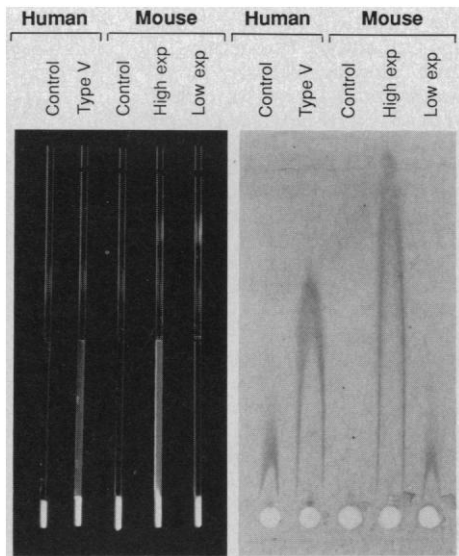 Human Mouse Human Mouse
Control Type V Control High exp Low exp Control Type V Control High exp Low exp